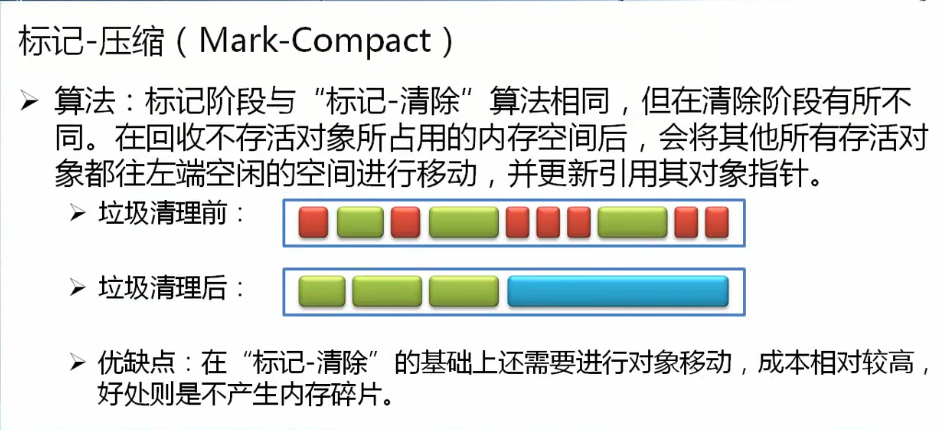 标记-压缩（Mark-Compact）
➢ 算法：标记阶段与“标记-清除”算法相同，但在清除阶段有所不
同。在回收不存活对象所占用的内存空间后，会将其他所有存活对
象都往左端空闲的空间进行移动，并更新引用其对象指针。
➢ 垃圾清理前：
➢ 垃圾清理后：
➢ 优缺点：在“标记-清除”的基础上还需要进行对象移动，成本相对较高，
好处则是不产生内存碎片。